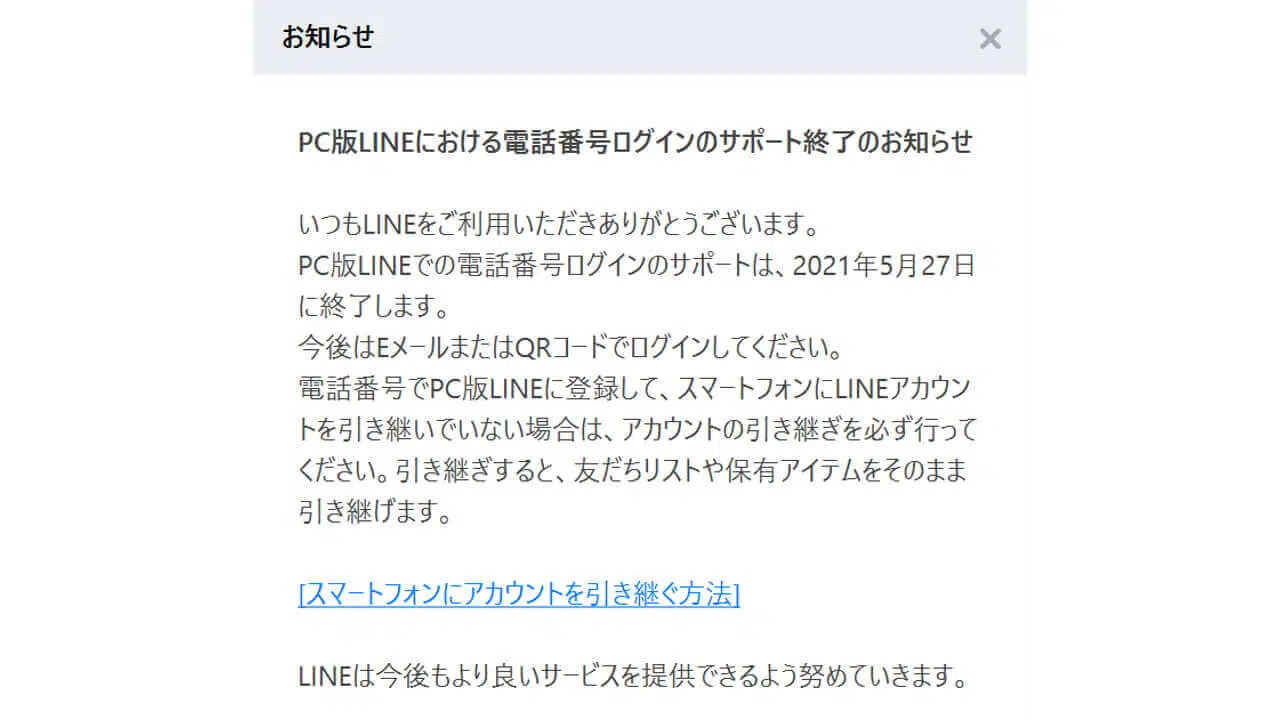 お知らせ
PC版LINEにおける電話番号ログインのサポート終了のお知らせ
いつもLINEをご利用いただきありがとうございます。
PC版LINEでの電話番号ログインのサポートは、2021年5月27日
に終了します。
今後はEメールまたはQRコードでログインしてください。
電話番号でPC版LINEに登録して、スマートフォンにLINEアカウン
トを引き継いでいない場合は、アカウントの引き継ぎを必ず行って
ください。引き継ぎすると、友だちリストや保有アイテムをそのまま
引き継げます。
[スマートフォンにアカウントを引き継ぐ方法]
LINEは今後もより良いサービスを提供できるよう努めていきます。